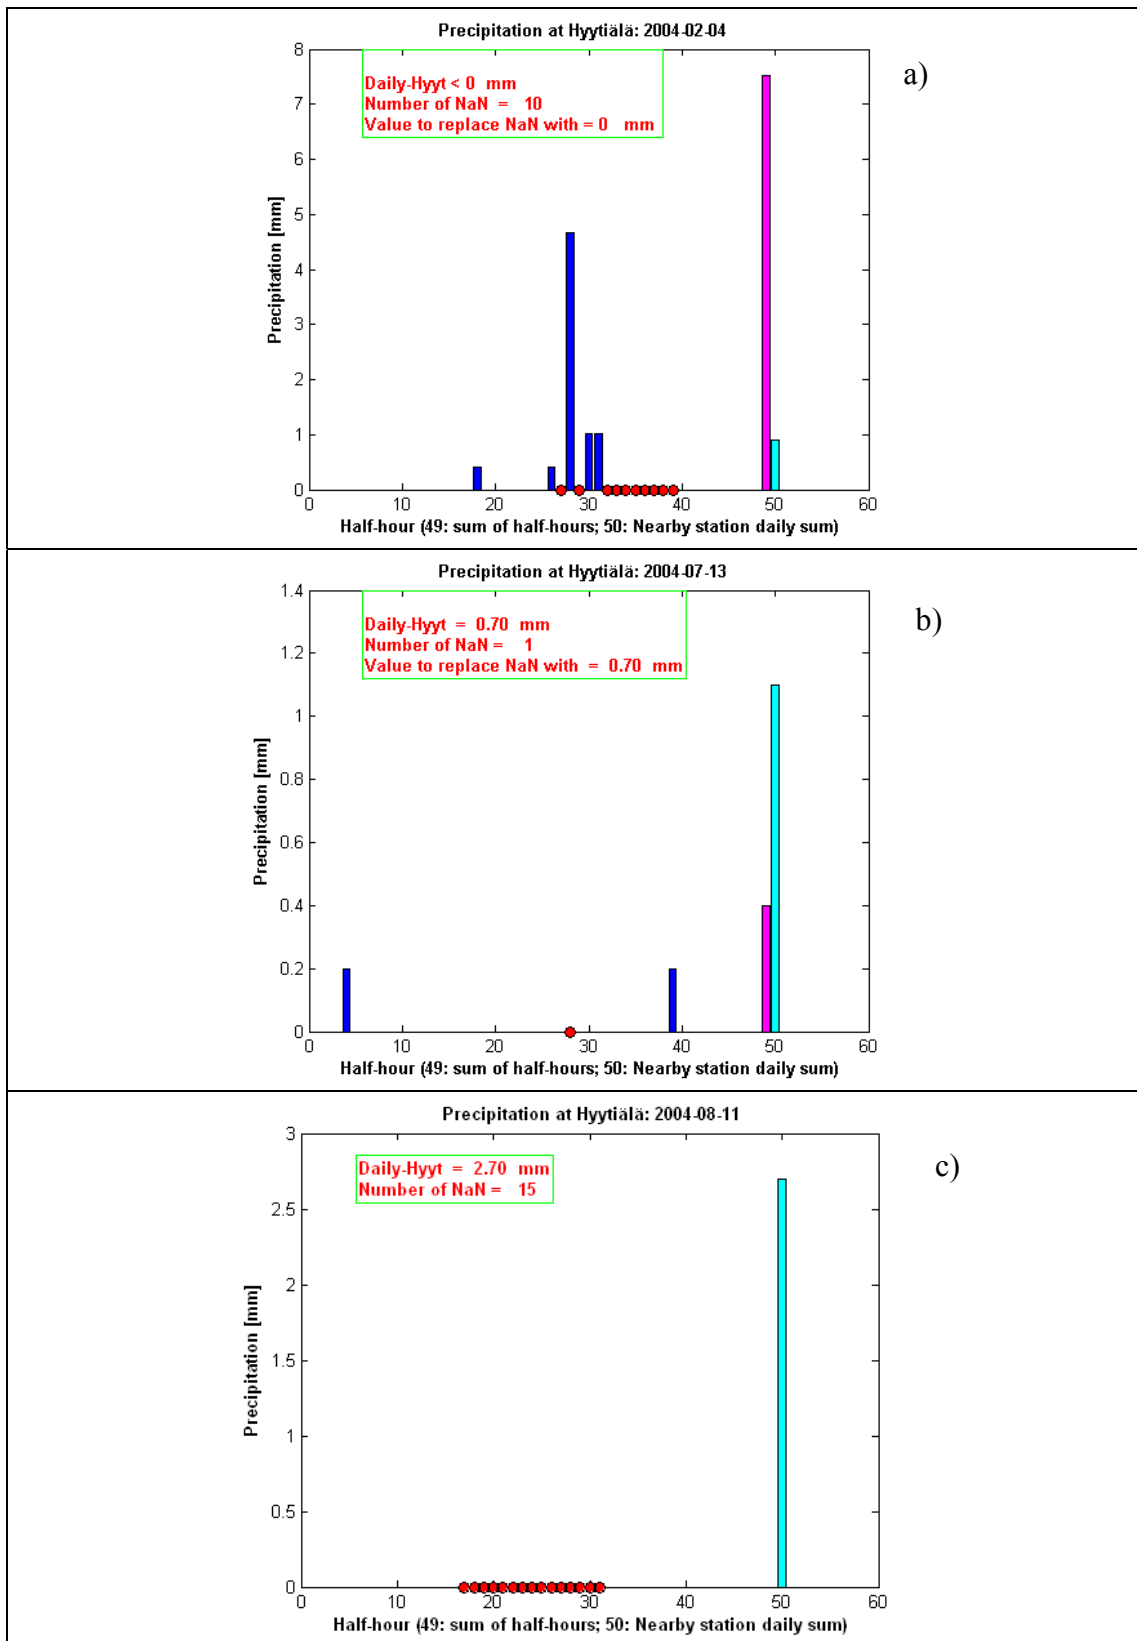 Precipitation at Hyytiälä: 2004-02-04
a)
Daily-Hyyt < 0 mm
Number of NaN = 10
Value to replace NaN with = 0 mm
Precipitation [mm]
8
7
6
5
4
3
2
1
0
0 10 20 30 40 50 60
Half-hour (49: sum of half-hours; 50: Nearby station daily sum)
Precipitation at Hyytiälä: 2004-07-13
b)
Daily-Hyyt = 0.70 mm
Number of NaN = 1
Value to replace NaN with = 0.70 mm
Precipitation [mm]
1.4
1.2
1
0.8
0.6
0.4
0.2
0
0 10 20 30 40 50 60
Half-hour (49: sum of half-hours; 50: Nearby station daily sum)
Precipitation at Hyytiälä: 2004-08-11
c)
Daily-Hyyt = 2.70 mm
Number of NaN = 15
Precipitation [mm]
3
2.5
2
1.5
1
0.5
0
0 10 20 30 40 50 60
Half-hour (49: sum of half-hours; 50: Nearby station daily sum)